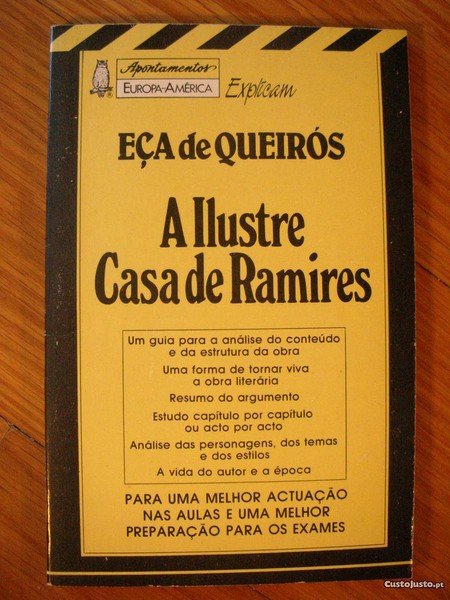 Apontamentos
EUROPA-AMÉRICA
Explicam
EÇA de QUEIRÓS
A Ilustre
Casa de Ramires
Um guia para a análise do conteúdo
e da estrutura da obra
Uma forma de tornar viva
a obra literária
Resumo do argumento
Estudo capítulo por capítulo
ou acto por acto
Análise das personagens, dos temas
e dos estilos
A vida do autor e a época
PARA UMA MELHOR ACTUAÇÃO
NAS AULAS E UMA MELHOR
PREPARAÇÃO PARA OS EXAMES
CustoJusto.pt